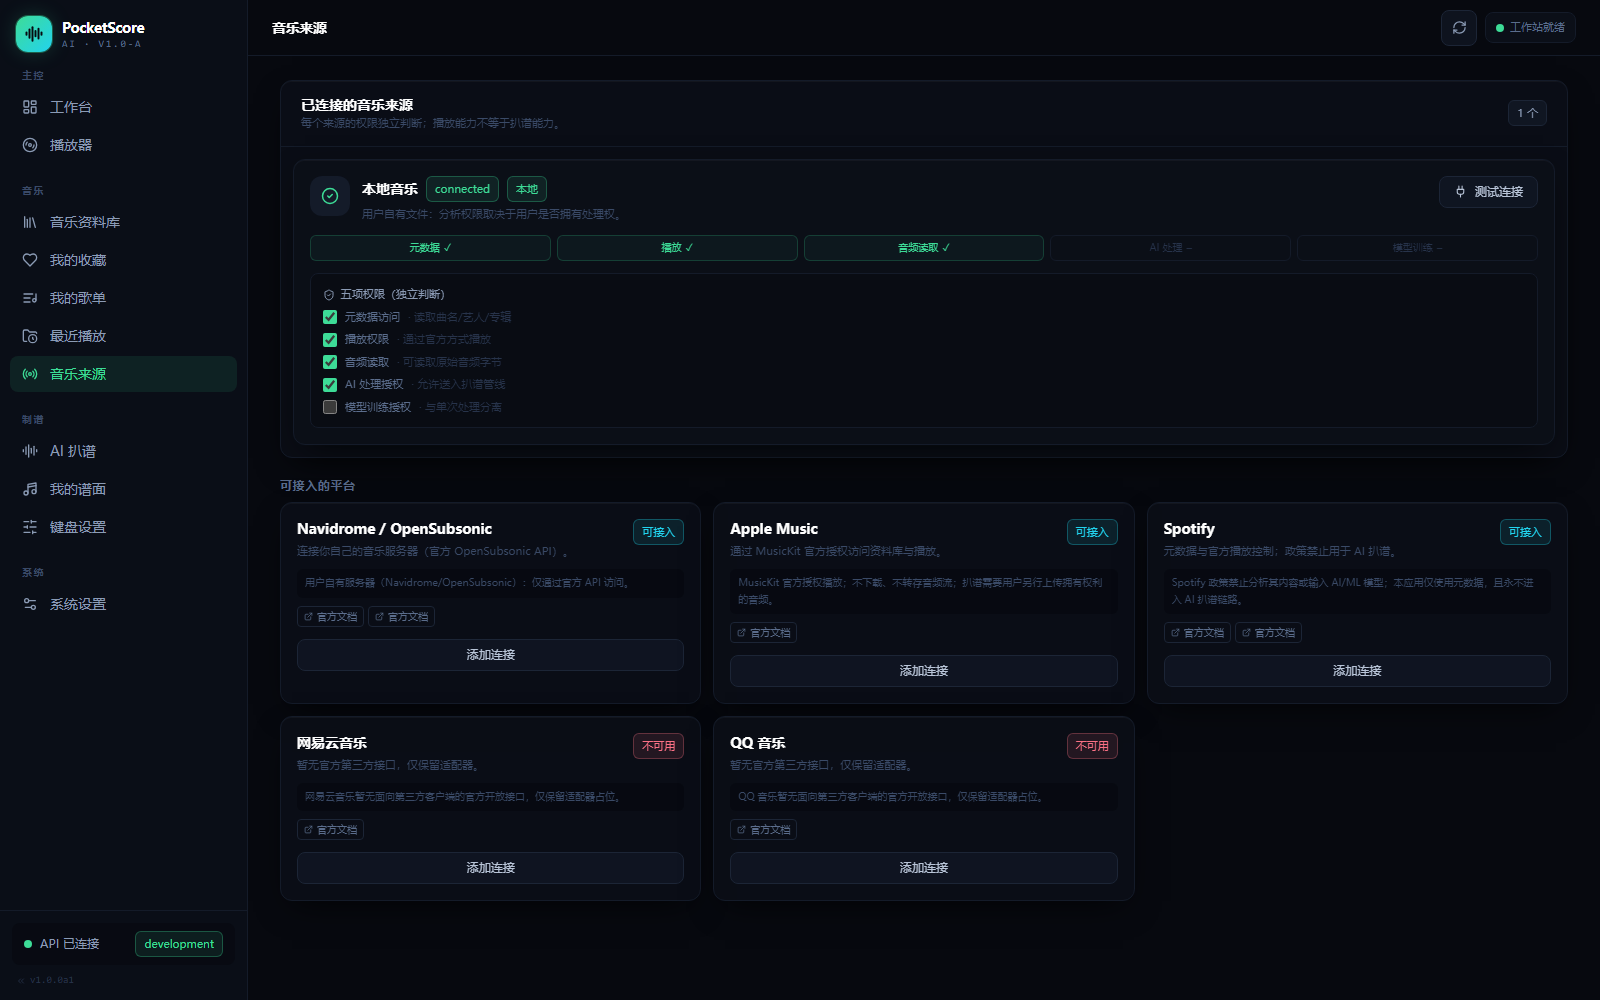 PocketScore
AI · V1.0-A
主控
工作台
播放器
音乐
音乐资料库
我的收藏
我的歌单
最近播放
音乐来源
制谱
AI 扒谱
我的谱面
键盘设置
系统
系统设置
API 已连接
development
v1.0.0a1
音乐来源
工作站就绪
已连接的音乐来源
每个来源的权限独立判断；播放能力不等于扒谱能力。
1 个
本地音乐 connected 本地
用户自有文件：分析权限取决于用户是否拥有处理权。
测试连接
元数据 ✓
播放 ✓
音频读取 ✓
AI 处理 –
模型训练 –
五项权限（独立判断）
元数据访问 · 读取曲名/艺人/专辑
播放权限 · 通过官方方式播放
音频读取 · 可读取原始音频字节
AI 处理授权 · 允许送入扒谱管线
模型训练授权 · 与单次处理分离
可接入的平台
Navidrome / OpenSubsonic
可接入
连接你自己的音乐服务器（官方 OpenSubsonic API）。
用户自有服务器（Navidrome/OpenSubsonic）：仅通过官方 API 访问。
官方文档 官方文档
添加连接
Apple Music
可接入
通过 MusicKit 官方授权访问资料库与播放。
MusicKit 官方授权播放；不下载、不转存音频流；扒谱需要用户另行上传拥有权利
的音频。
官方文档
添加连接
Spotify
可接入
元数据与官方播放控制；政策禁止用于 AI 扒谱。
Spotify 政策禁止分析其内容或输入 AI/ML 模型；本应用仅使用元数据，且永不进
入 AI 扒谱链路。
官方文档 官方文档
添加连接
网易云音乐
不可用
暂无官方第三方接口，仅保留适配器。
网易云音乐暂无面向第三方客户端的官方开放接口，仅保留适配器占位。
官方文档
添加连接
QQ 音乐
不可用
暂无官方第三方接口，仅保留适配器。
QQ 音乐暂无面向第三方客户端的官方开放接口，仅保留适配器占位。
官方文档
添加连接